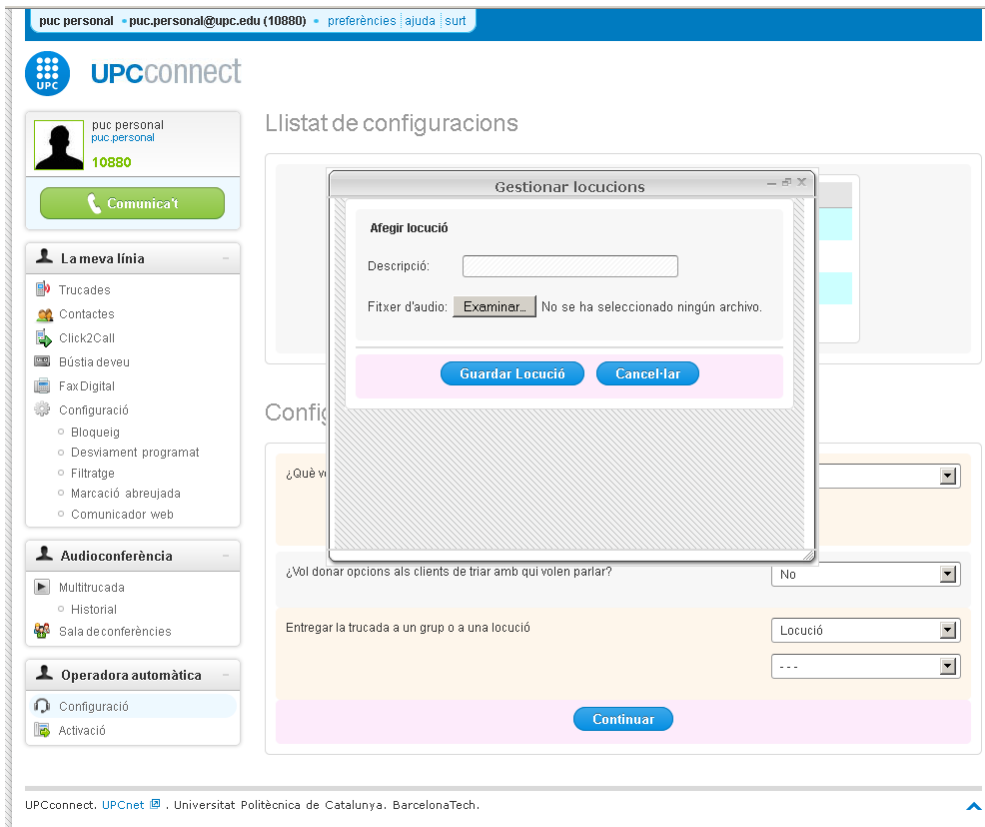 puc personal • puc.personal@upc.edu (10880) • preferències ajuda surt
UPC
UPCconnect
puc personal
puc.personal
10880
Comunica't
La meva línia
Trucades
Contactes
Click2Call
Bústia de veu
Fax Digital
Configuració
Bloqueig
Desviament programat
Filtratge
Marcació abreujada
Comunicador web
Audioconferència
Multitrucada
Historial
Sala de conferències
Operadora automàtica
Configuració
Activació
Llistat de configuracions
Gestionar locucions
Afegir locució
Descripció:
Fitxer d'audio: Examinar... No se ha seleccionado ningún archivo.
Guardar Locució Cancel·lar
¿Què
¿Vol donar opcions als clients de triar amb qui volen parlar? No
Entregar la trucada a un grup o a una locució Locució
---
Continuar
UPCconnect. UPCnet . Universitat Politècnica de Catalunya. BarcelonaTech.